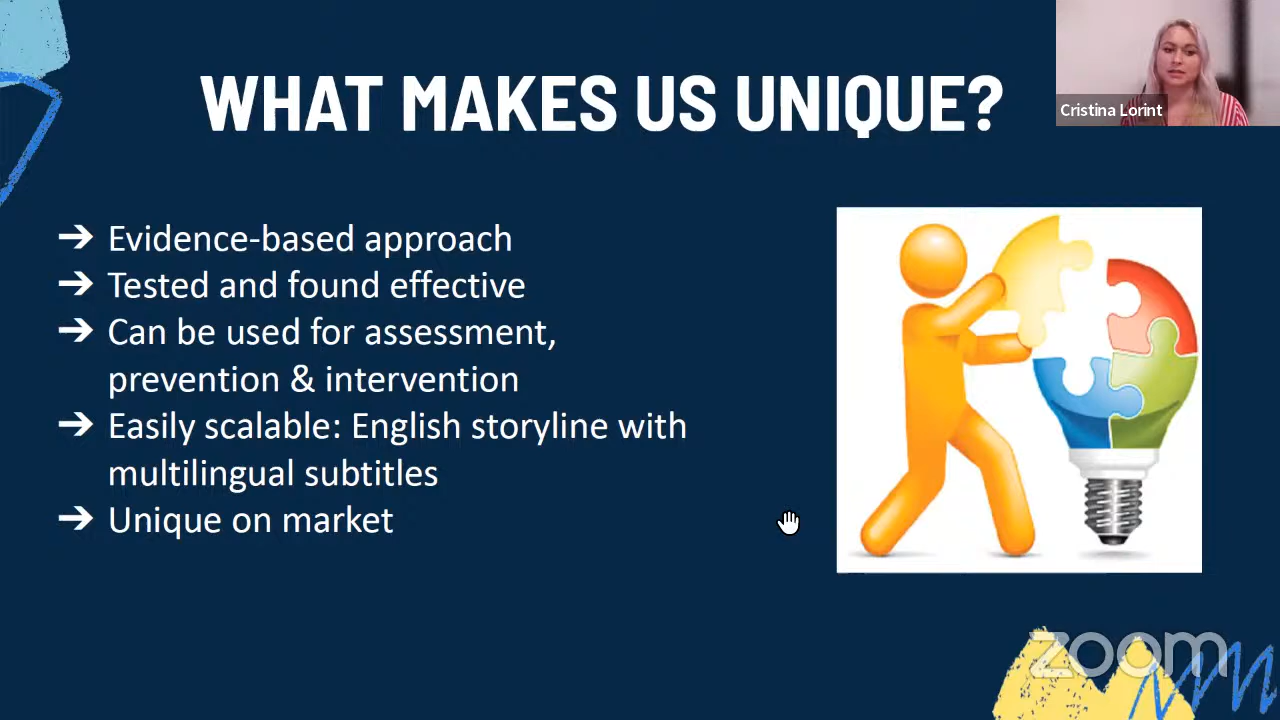 WHAT MAKES US UNIQUE?
Cristina Lorint
➔ Evidence-based approach
➔ Tested and found effective
➔ Can be used for assessment,
prevention & intervention
➔ Easily scalable: English storyline with
multilingual subtitles
➔ Unique on market
zoom